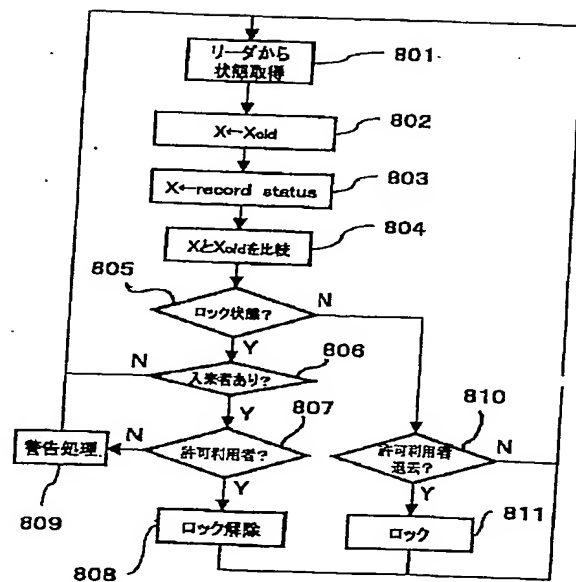 リーダから
状態取得
801
X←Xold
802
X←record status
803
XとXoldを比較
804
805
ロック状態?
N
Y
806
N
入来者あり?
Y
807
810
警告処理
N
許可利用者?
許可利用者
退去?
N
809
Y
Y
ロック解除
ロック
808
811